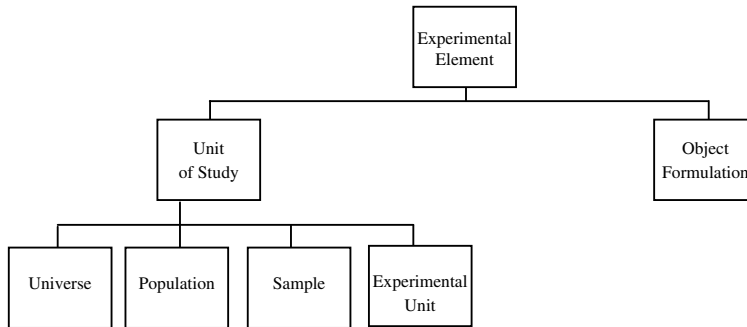 Experimental
Element
Unit
of Study
Object
Formulation
Universe
Population
Sample
Experimental
Unit